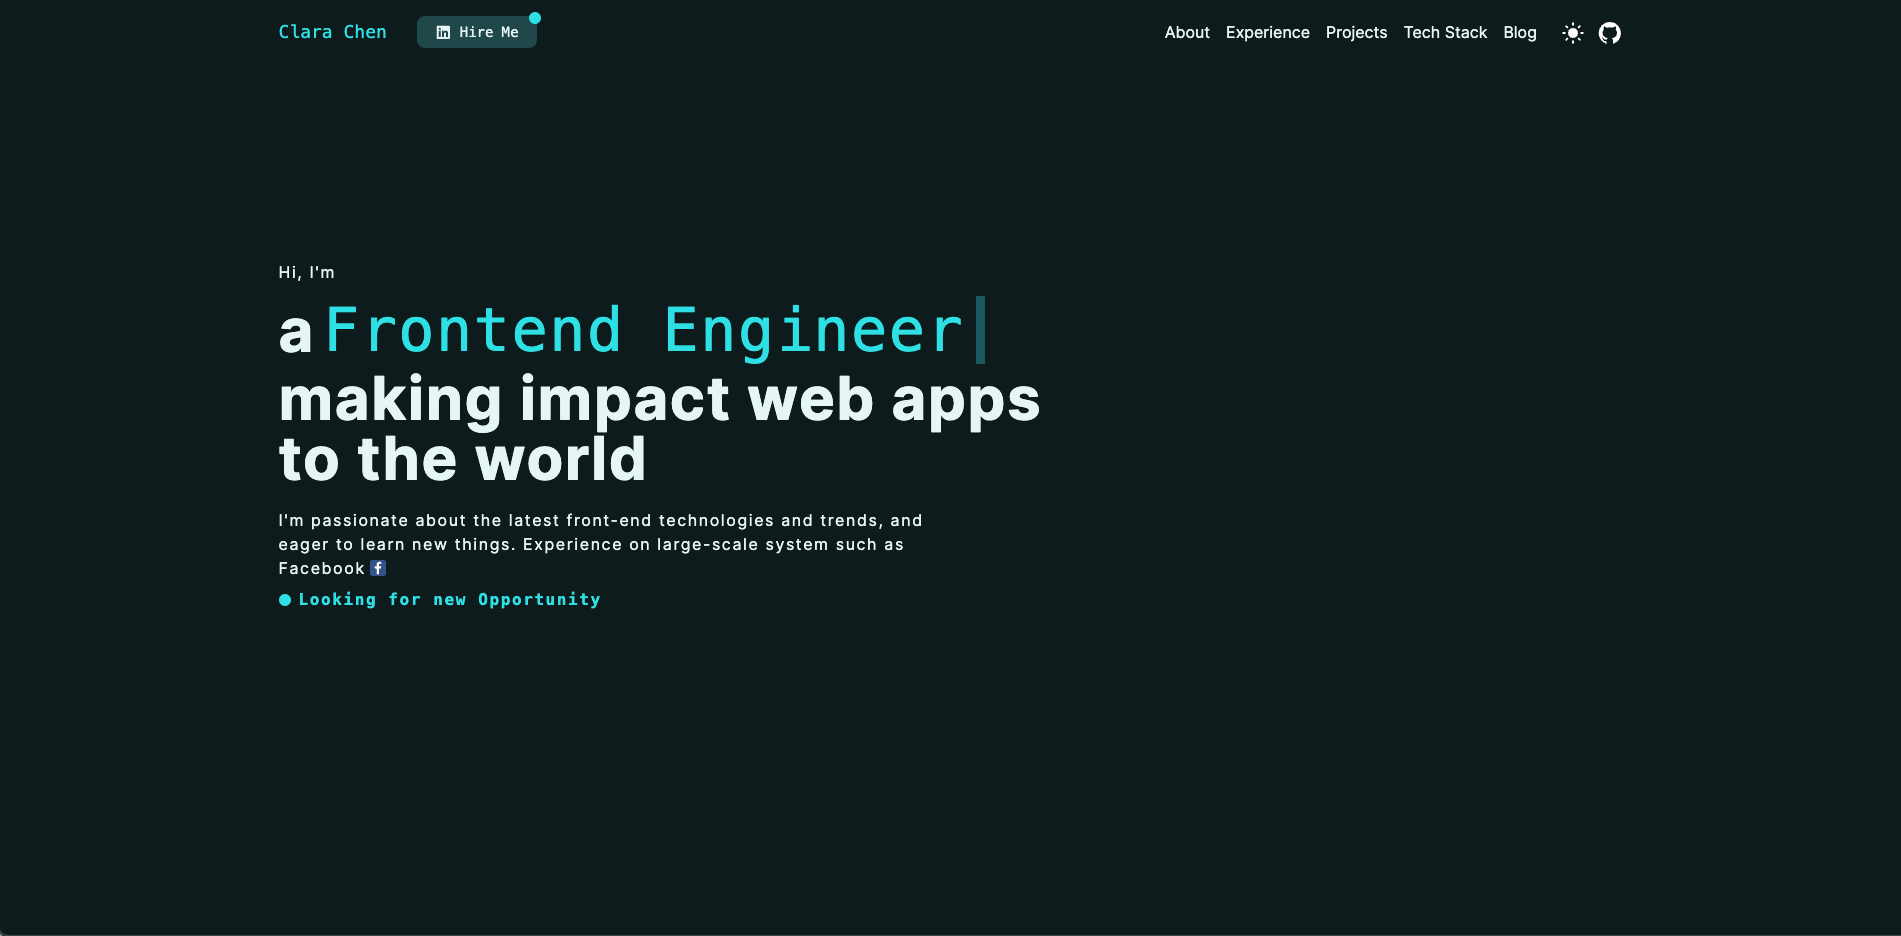 Clara Chen
Hire Me
About Experience Projects Tech Stack Blog
Hi, I'm
a Frontend Engineer
making impact web apps
to the world
I'm passionate about the latest front-end technologies and trends, and
eager to learn new things. Experience on large-scale system such as
Facebook
Looking for new Opportunity